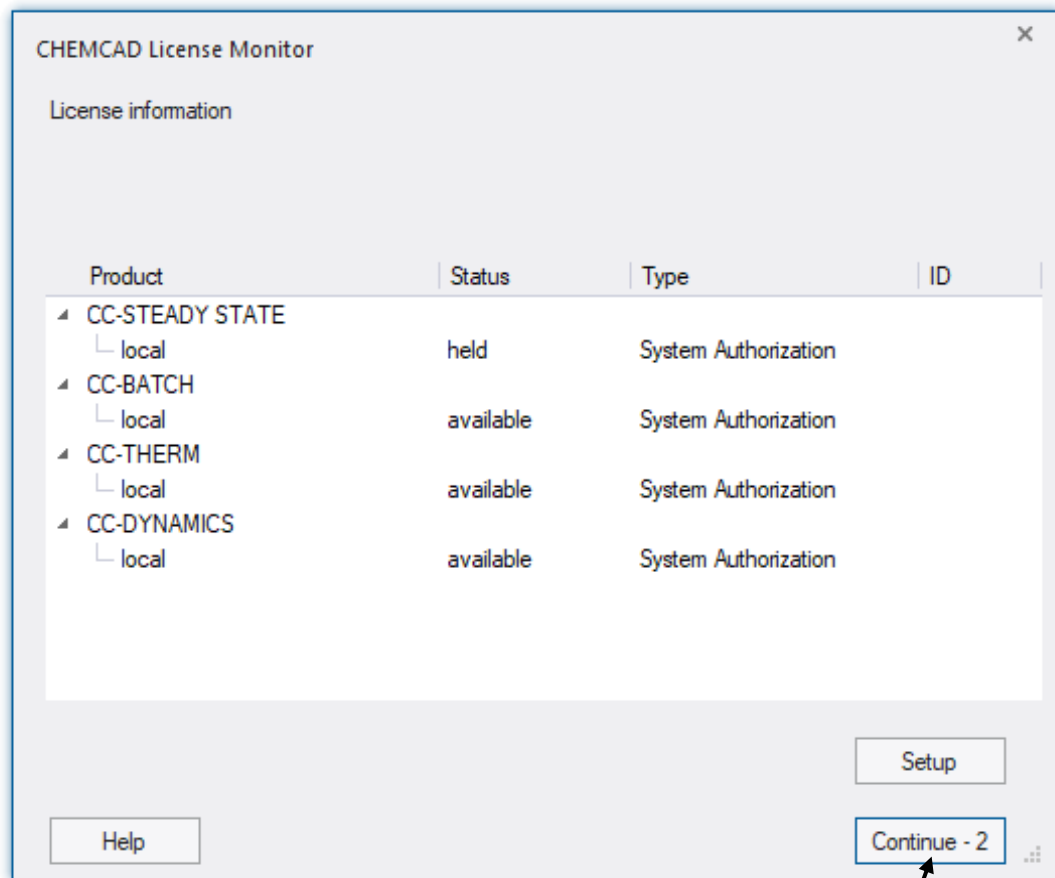 CHEMCAD License Monitor
License information
Product Status Type ID
CC-STEADY STATE
local held System Authorization
CC-BATCH
local available System Authorization
CC-THERM
local available System Authorization
CC-DYNAMICS
local available System Authorization
Setup
Help Continue - 2